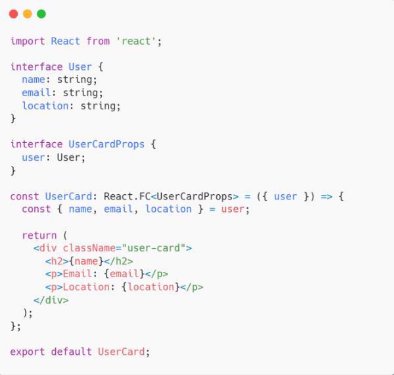 import React from 'react';

interface User {
  name: string;
  email: string;
  location: string;
}

interface UserCardProps {
  user: User;
}

const UserCard: React.FC<UserCardProps> = ({ user }) => {
  const { name, email, location } = user;

  return (
    <div className="user-card">
      <h2>{name}</h2>
      <p>Email: {email}</p>
      <p>Location: {location}</p>
    </div>
  );
};

export default UserCard;